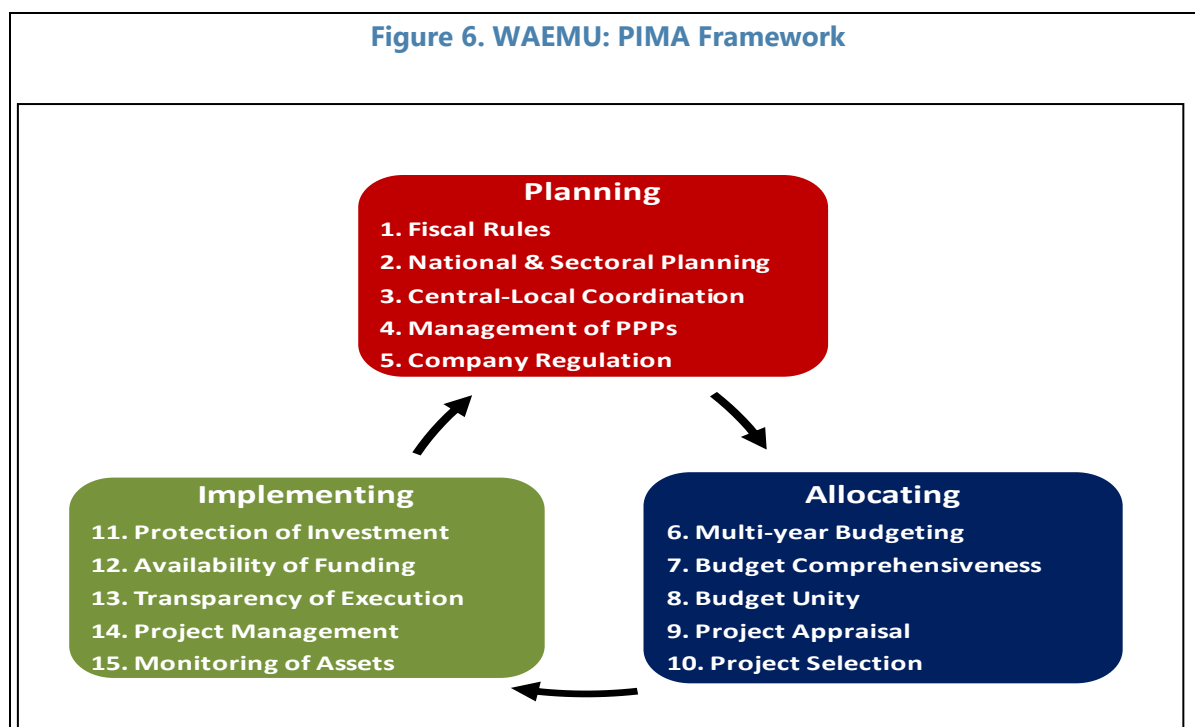 Figure 6. WAEMU: PIMA Framework
Planning
1. Fiscal Rules
2. National & Sectoral Planning
3. Central-Local Coordination
4. Management of PPPs
5. Company Regulation
Implementing
11. Protection of Investment
12. Availability of Funding
13. Transparency of Execution
14. Project Management
15. Monitoring of Assets
Allocating
6. Multi-year Budgeting
7. Budget Comprehensiveness
8. Budget Unity
9. Project Appraisal
10. Project Selection